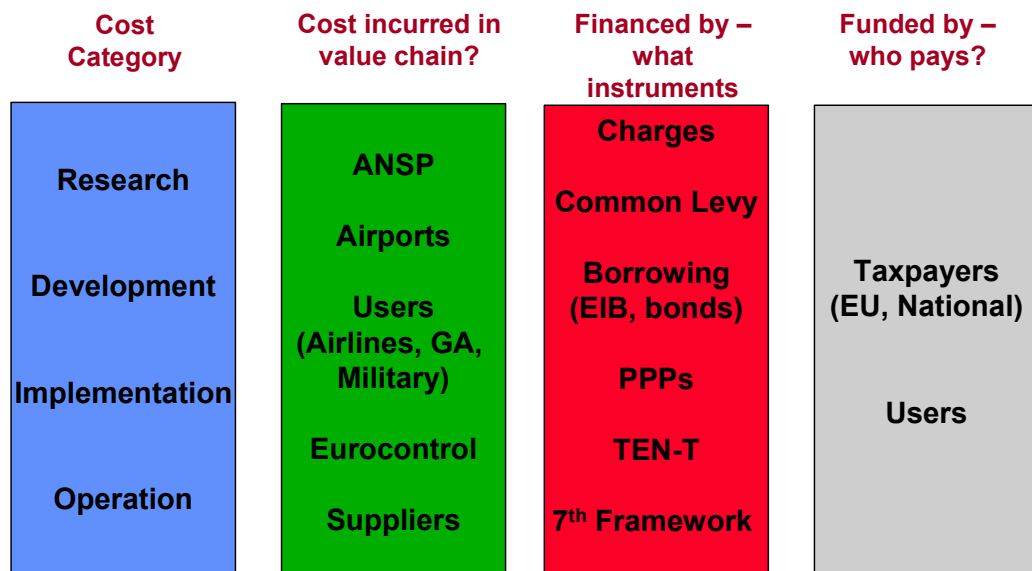 Cost
Category
Research
Development
Implementation
Operation
Cost incurred in
value chain?
ANSP
Airports
Users
(Airlines, GA,
Military)
Eurocontrol
Suppliers
Financed by –
what
instruments
Charges
Common Levy
Borrowing
(EIB, bonds)
PPPs
TEN-T
7th Framework
Funded by –
who pays?
Taxpayers
(EU, National)
Users